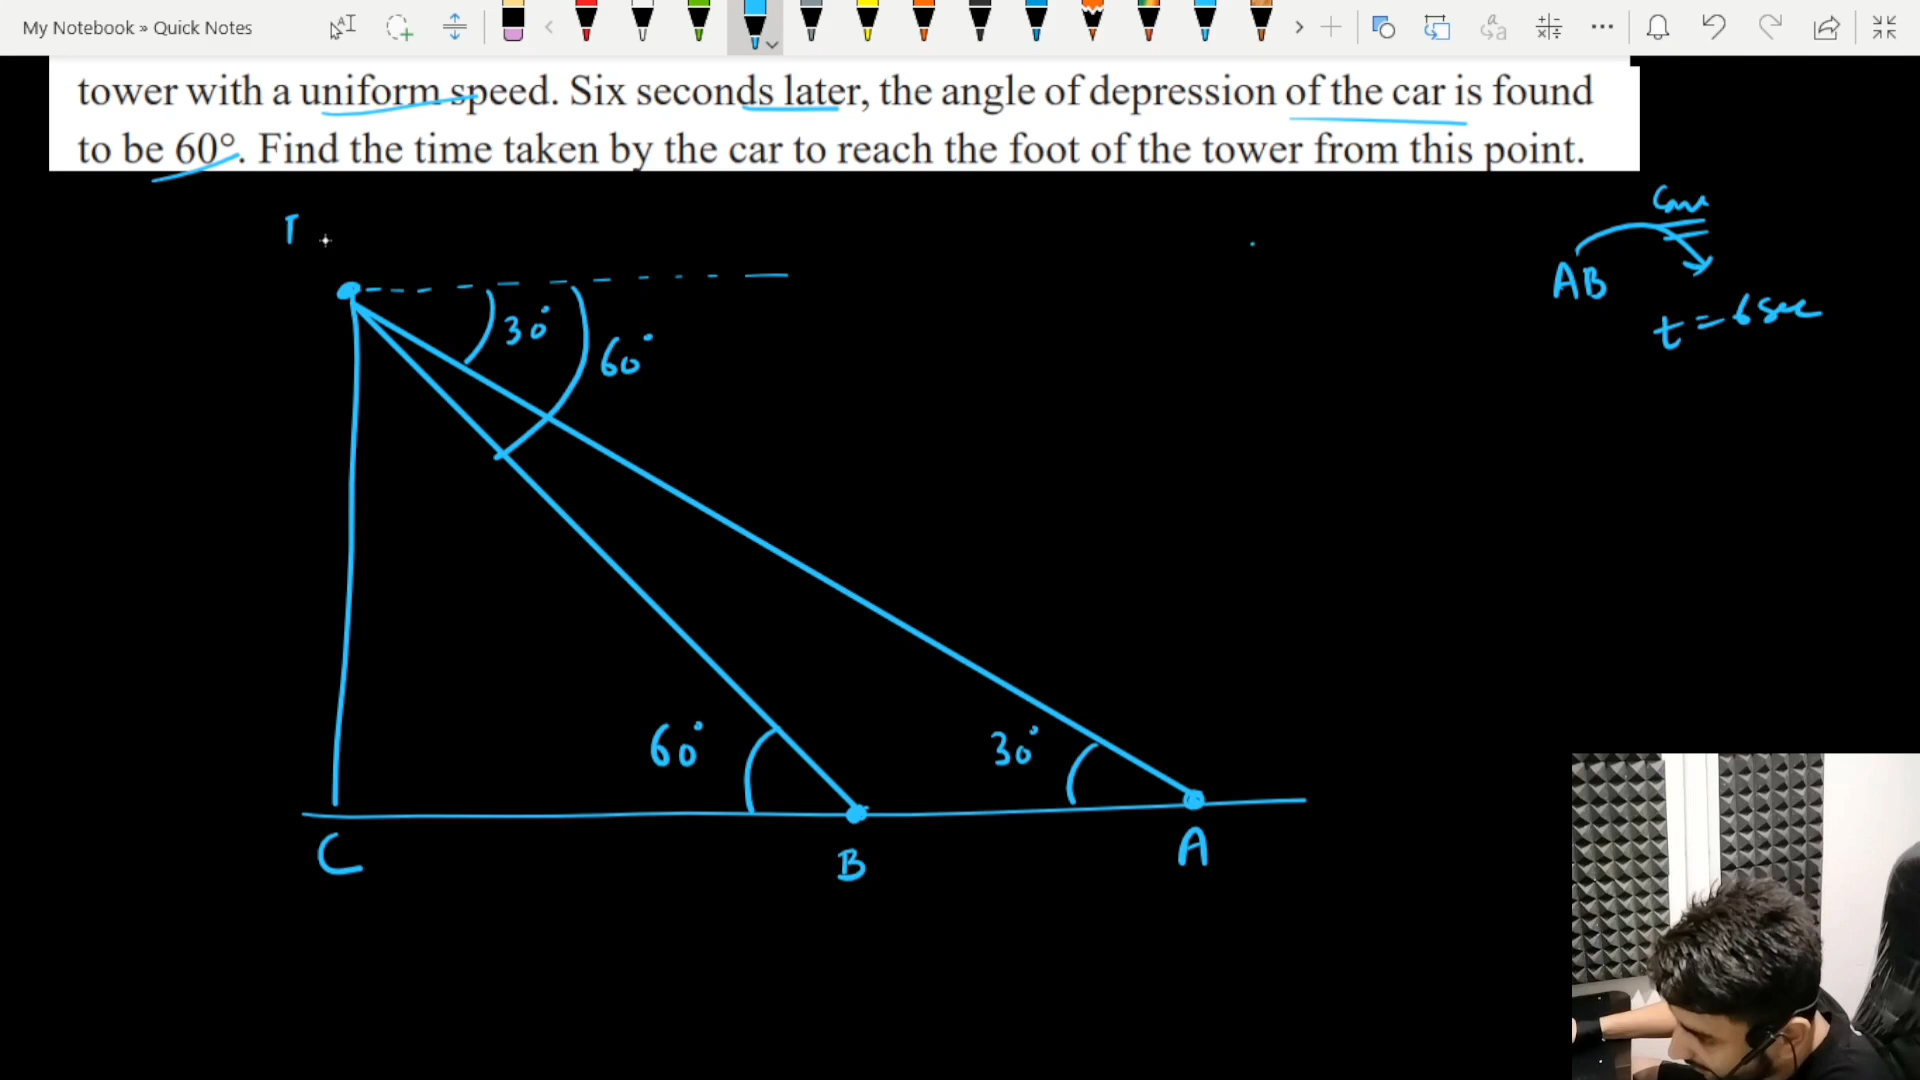 My Notebook » Quick Notes
tower with a uniform speed. Six seconds later, the angle of depression of the car is found
to be 60°. Find the time taken by the car to reach the foot of the tower from this point.
Car
AB
t = 6 sec
30°
60°
60°
30°
C
B
A